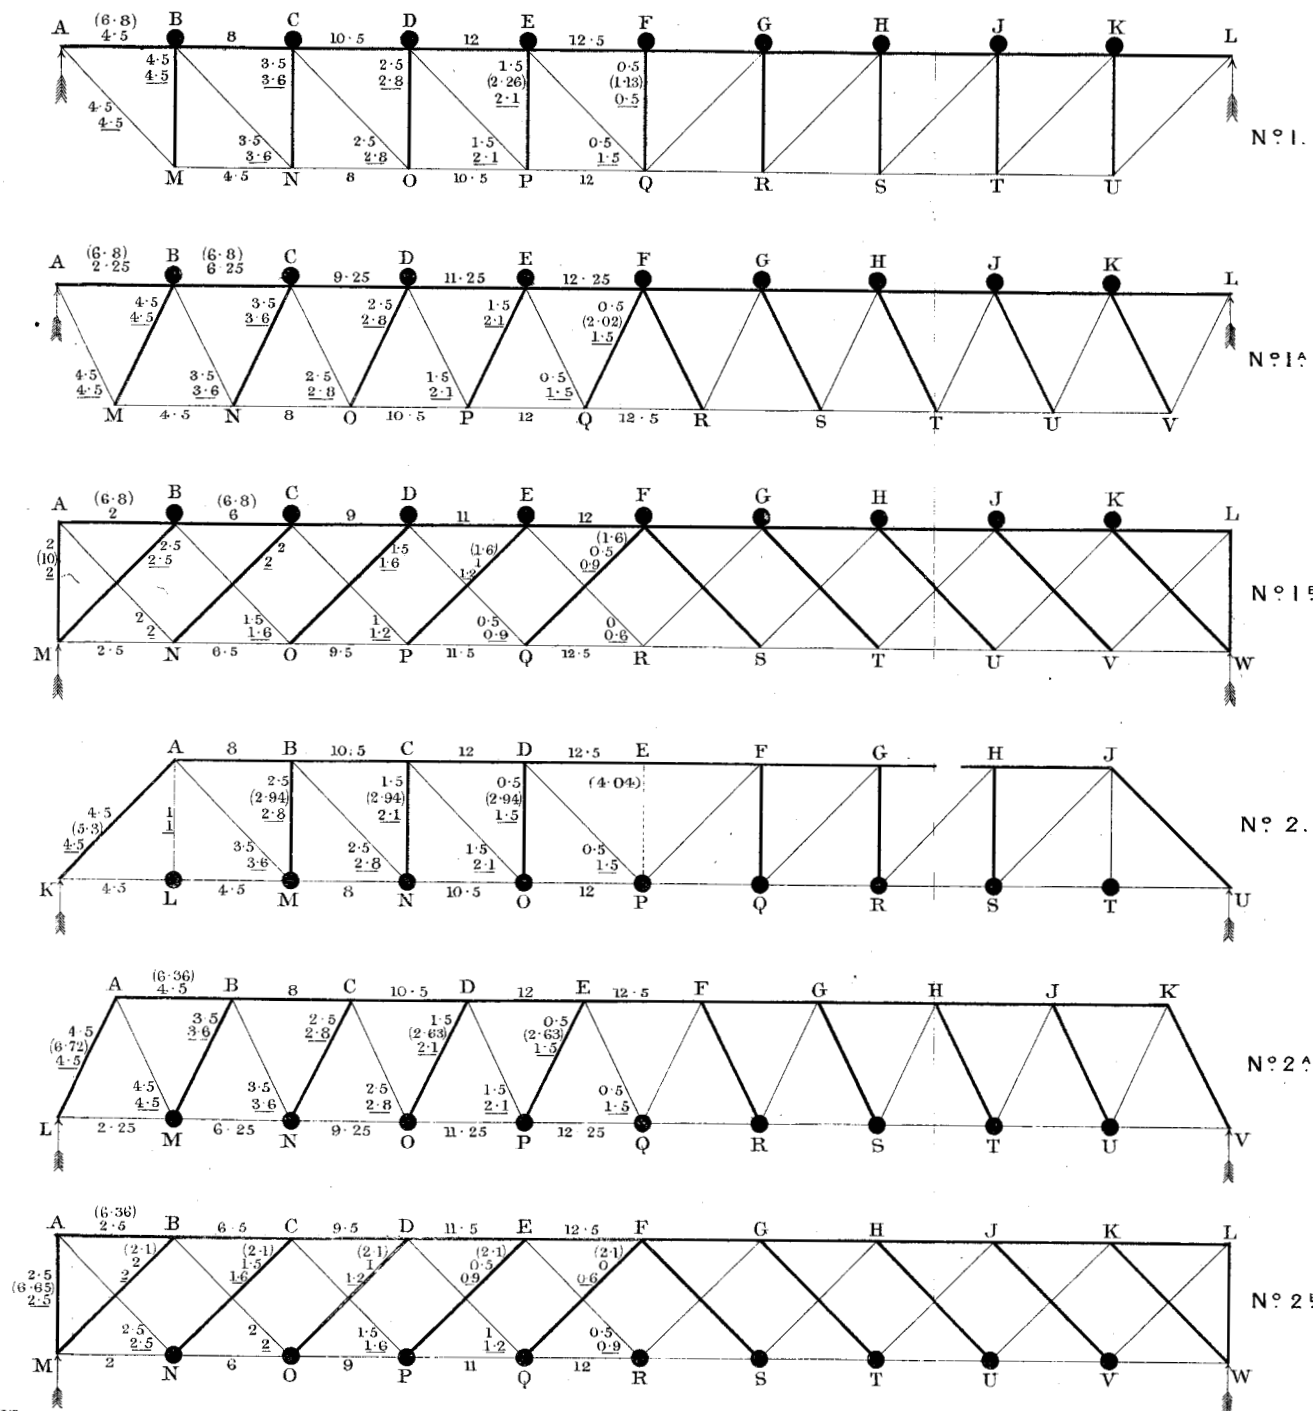 A (6·8) B C D E F G H J K L
4·5 8 10·5 12 12·5
4·5 3·5 2·5 1·5 0·5
4·5 3·6 2·8 (2·26) (1·13)
2·1 0·5
4·5 3·5 2·5 1·5 0·5
4·5 3·6 2·8 2·1 1·5
Nº 1.
M 4·5 N 8 O 10·5 P 12 Q R S T U
A (6·8) B (6·8) C D E F G H J K L
2·25 6·25 9·25 11·25 12·25
4·5 3·5 2·5 1·5 0·5
4·5 3·6 2·8 2·1 (2·02)
1·5
Nº 1ᴬ
4·5 3·5 2·5 1·5 0·5
4·5 3·6 2·8 2·1 1·5
M 4·5 N 8 O 10·5 P 12 Q 12·5 R S T U V
A (6·8) B (6·8) C D E F G H J K L
2 6 9 11 12
2 2·5 2 1·5 (1·6) (1·6)
(10) 2·5 2 1·6 1 0·5
2 1·2 0·9
Nº 1ᴮ
2 1·5 1 0·5 0
2 1·6 1·2 0·9 0·6
M 2·5 N 6·5 O 9·5 P 11·5 Q 12·5 R S T U V W
A 8 B 10·5 C 12 D 12·5 E F G H J
2·5 1·5 0·5 (4·04)
(2·94) (2·94) (2·94)
4·5 1 2·8 2·1 1·5
(5·3) 1
4·5 3·5 2·5 1·5 0·5
3·6 2·8 2·1 1·5
Nº 2.
K 4·5 L 4·5 M 8 N 10·5 O 12 P Q R S T U
A (6·36) B C D E F G H J K
4·5 8 10·5 12 12·5
4·5 3·5 2·5 1·5 0·5
(6·72) 3·6 2·8 (2·63) (2·63)
4·5 2·1 1·5
Nº 2ᴬ
4·5 3·5 2·5 1·5 0·5
4·5 3·6 2·8 2·1 1·5
L 2·25 M 6·25 N 9·25 O 11·25 P 12·25 Q R S T U V
A (6·36) B C D E F G H J K L
2·5 6·5 9·5 11·5 12·5
(2·1) (2·1) (2·1) (2·1) (2·1)
2·5 2 1·5 1 0·5 0
(6·65) 2 1·6 1·2 0·9 0·6
2·5
Nº 2ᴮ
2·5 2 1·5 1 0·5
2·5 2 1·6 1·2 0·9
M 2 N 6 O 9 P 11 Q 12 R S T U V W